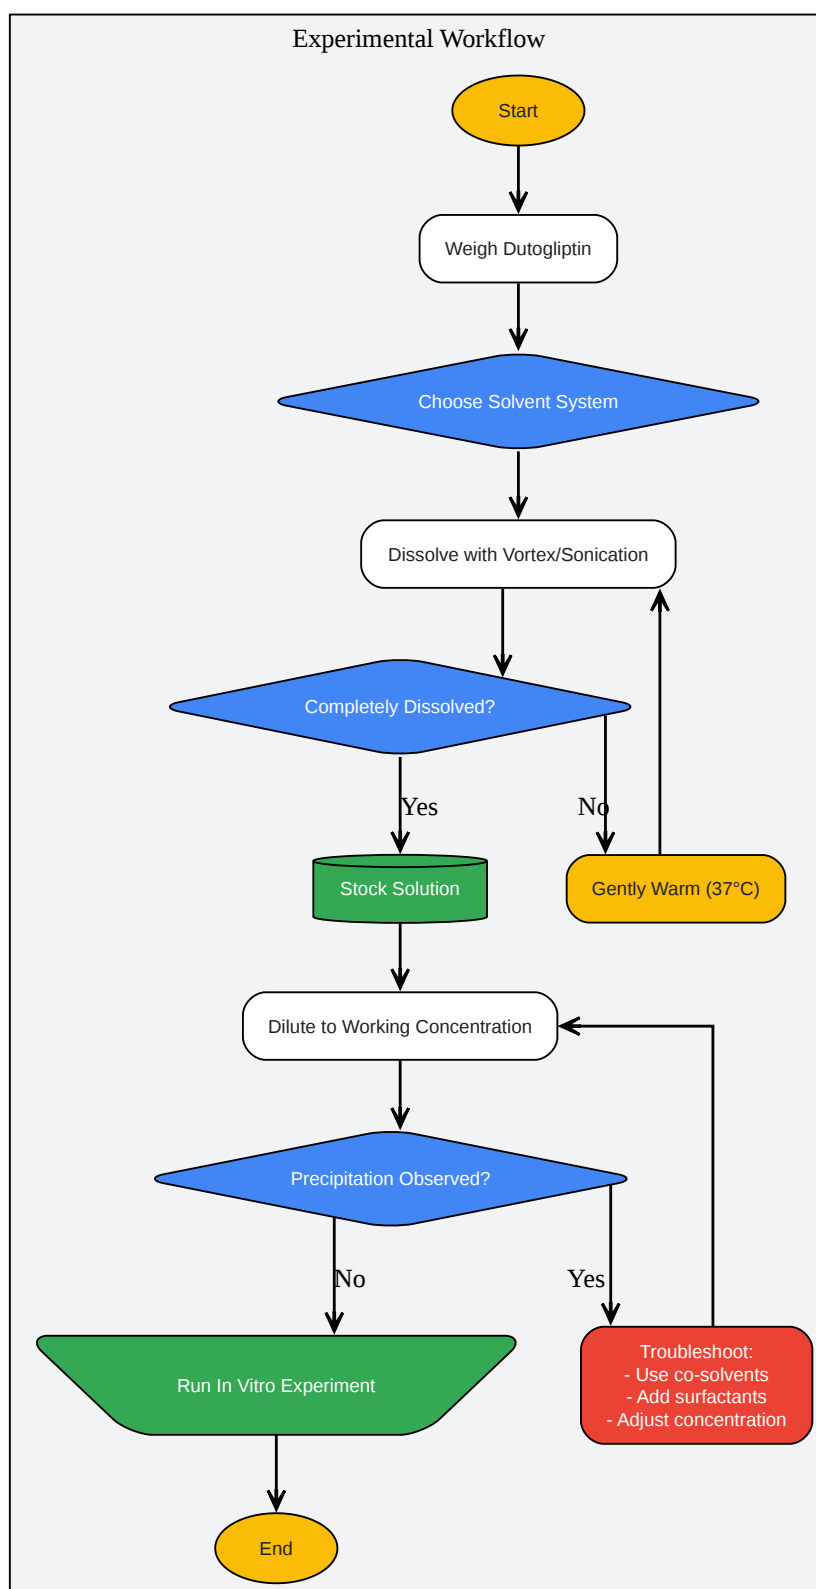 Experimental Workflow
Start
Weigh Dutogliptin
Choose Solvent System
Dissolve with Vortex/Sonication
Completely Dissolved?
Yes
No
Stock Solution
Gently Warm (37°C)
Dilute to Working Concentration
Precipitation Observed?
No
Yes
Run In Vitro Experiment
Troubleshoot:
- Use co-solvents
- Add surfactants
- Adjust concentration
End